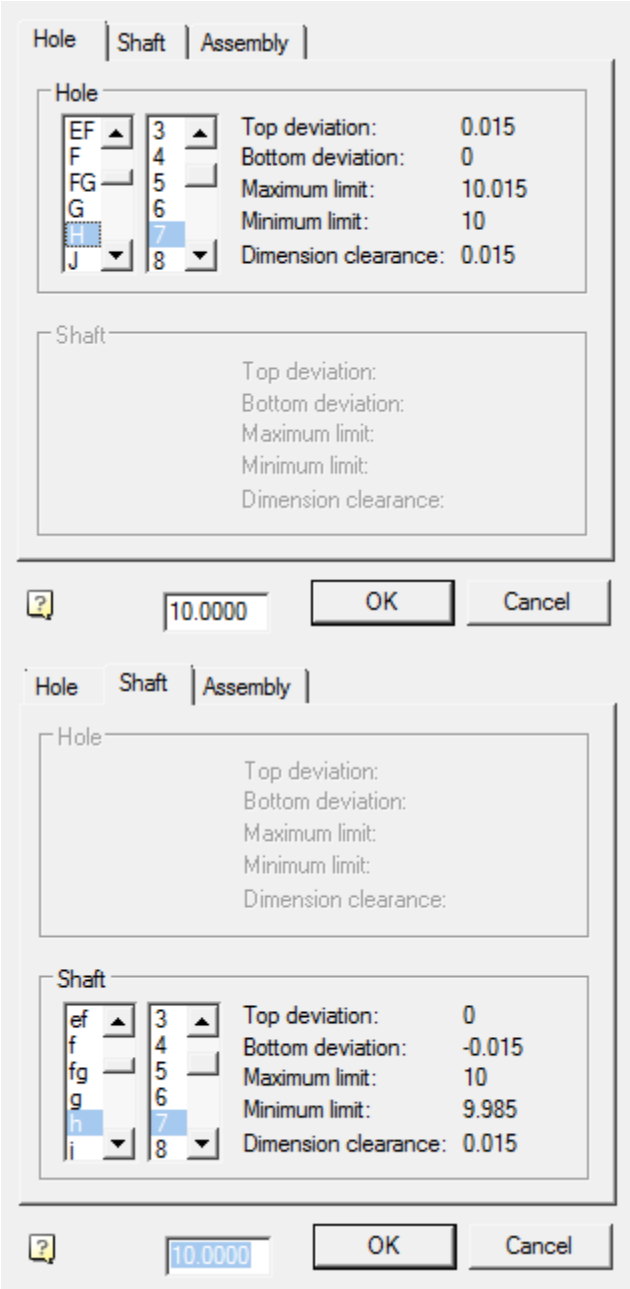 Hole Shaft Assembly
Hole
EF 3 Top deviation: 0.015
F 4 Bottom deviation: 0
FG 5 Maximum limit: 10.015
G 6 Minimum limit: 10
H 7 Dimension clearance: 0.015
J 8
Shaft
Top deviation:
Bottom deviation:
Maximum limit:
Minimum limit:
Dimension clearance:
? 10.0000 OK Cancel
Hole Shaft Assembly
Hole
Top deviation:
Bottom deviation:
Maximum limit:
Minimum limit:
Dimension clearance:
Shaft
ef 3 Top deviation: 0
f 4 Bottom deviation: -0.015
fg 5 Maximum limit: 10
g 6 Minimum limit: 9.985
h 7 Dimension clearance: 0.015
8
? 10.0000 OK Cancel